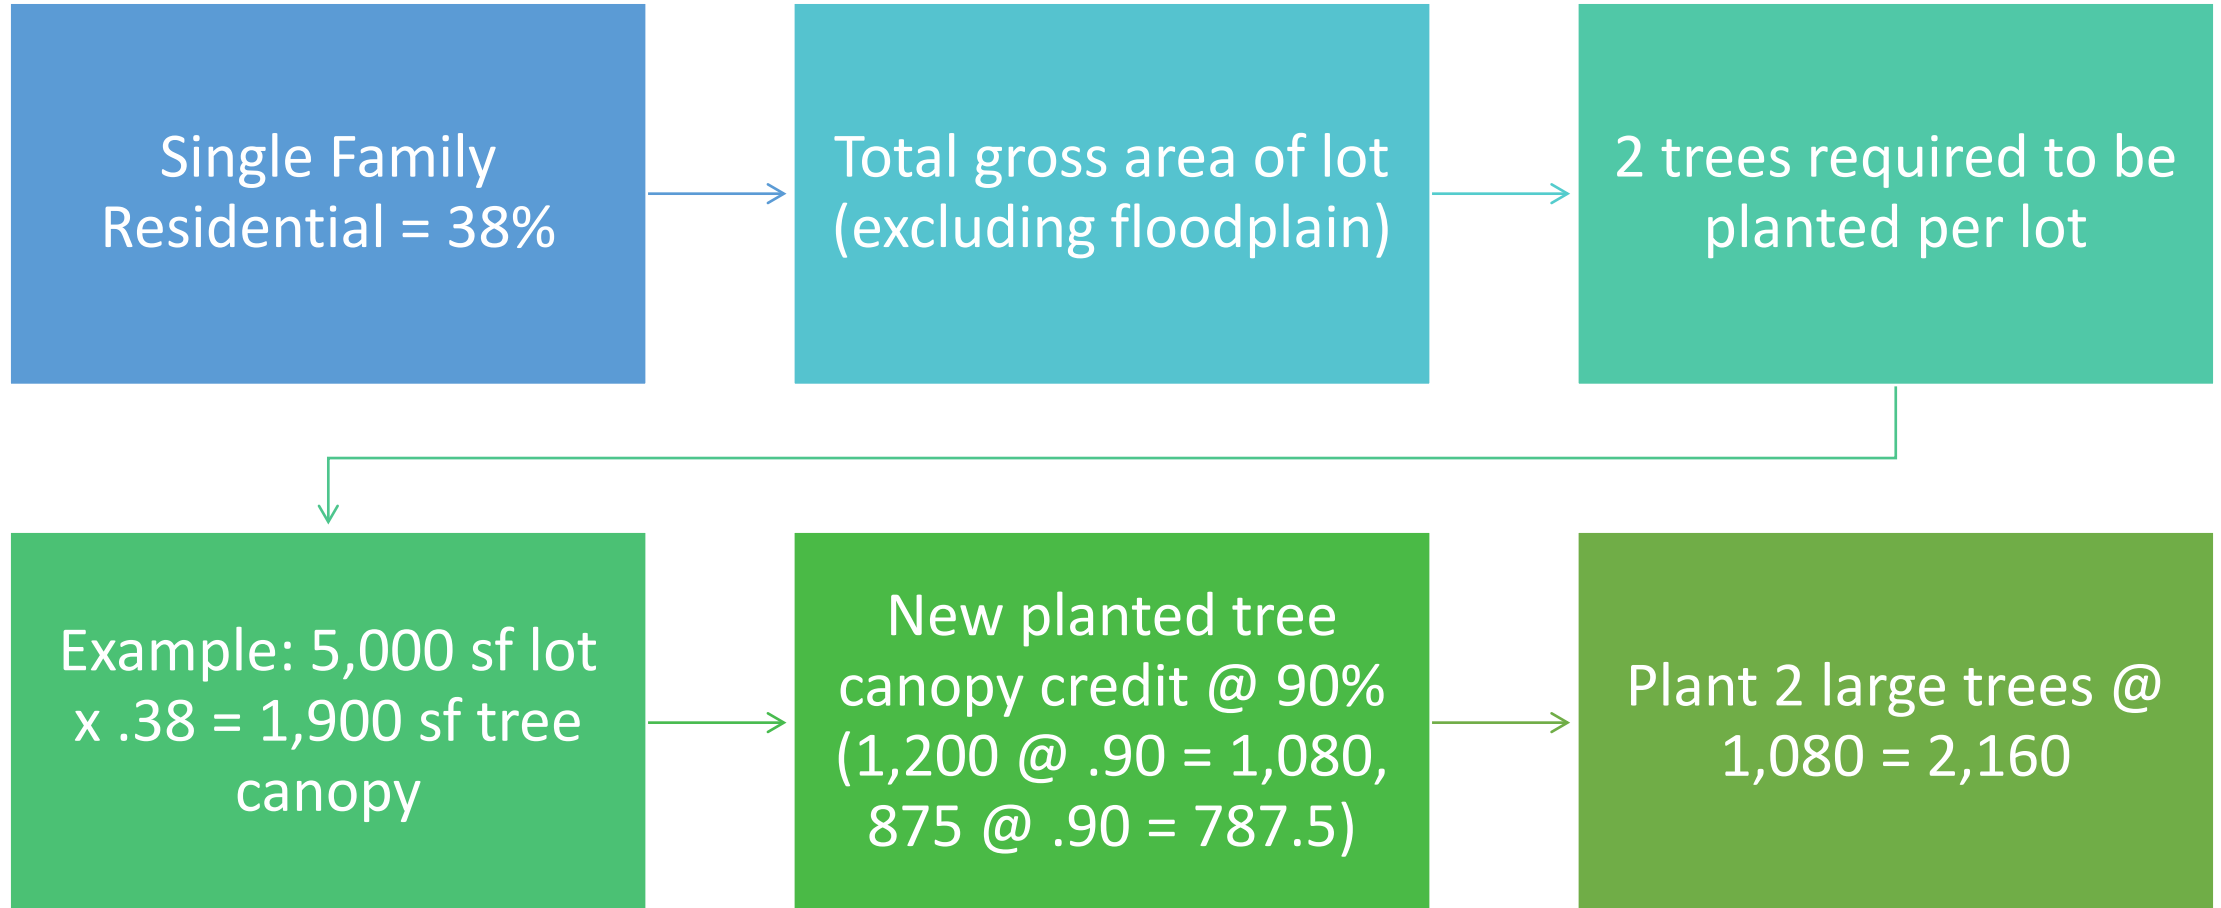 Single Family
Residential = 38%
Total gross area of lot
(excluding floodplain)
2 trees required to be
planted per lot
Example: 5,000 sf lot
x .38 = 1,900 sf tree
canopy
New planted tree
canopy credit @ 90%
(1,200 @ .90 = 1,080,
875 @ .90 = 787.5)
Plant 2 large trees @
1,080 = 2,160